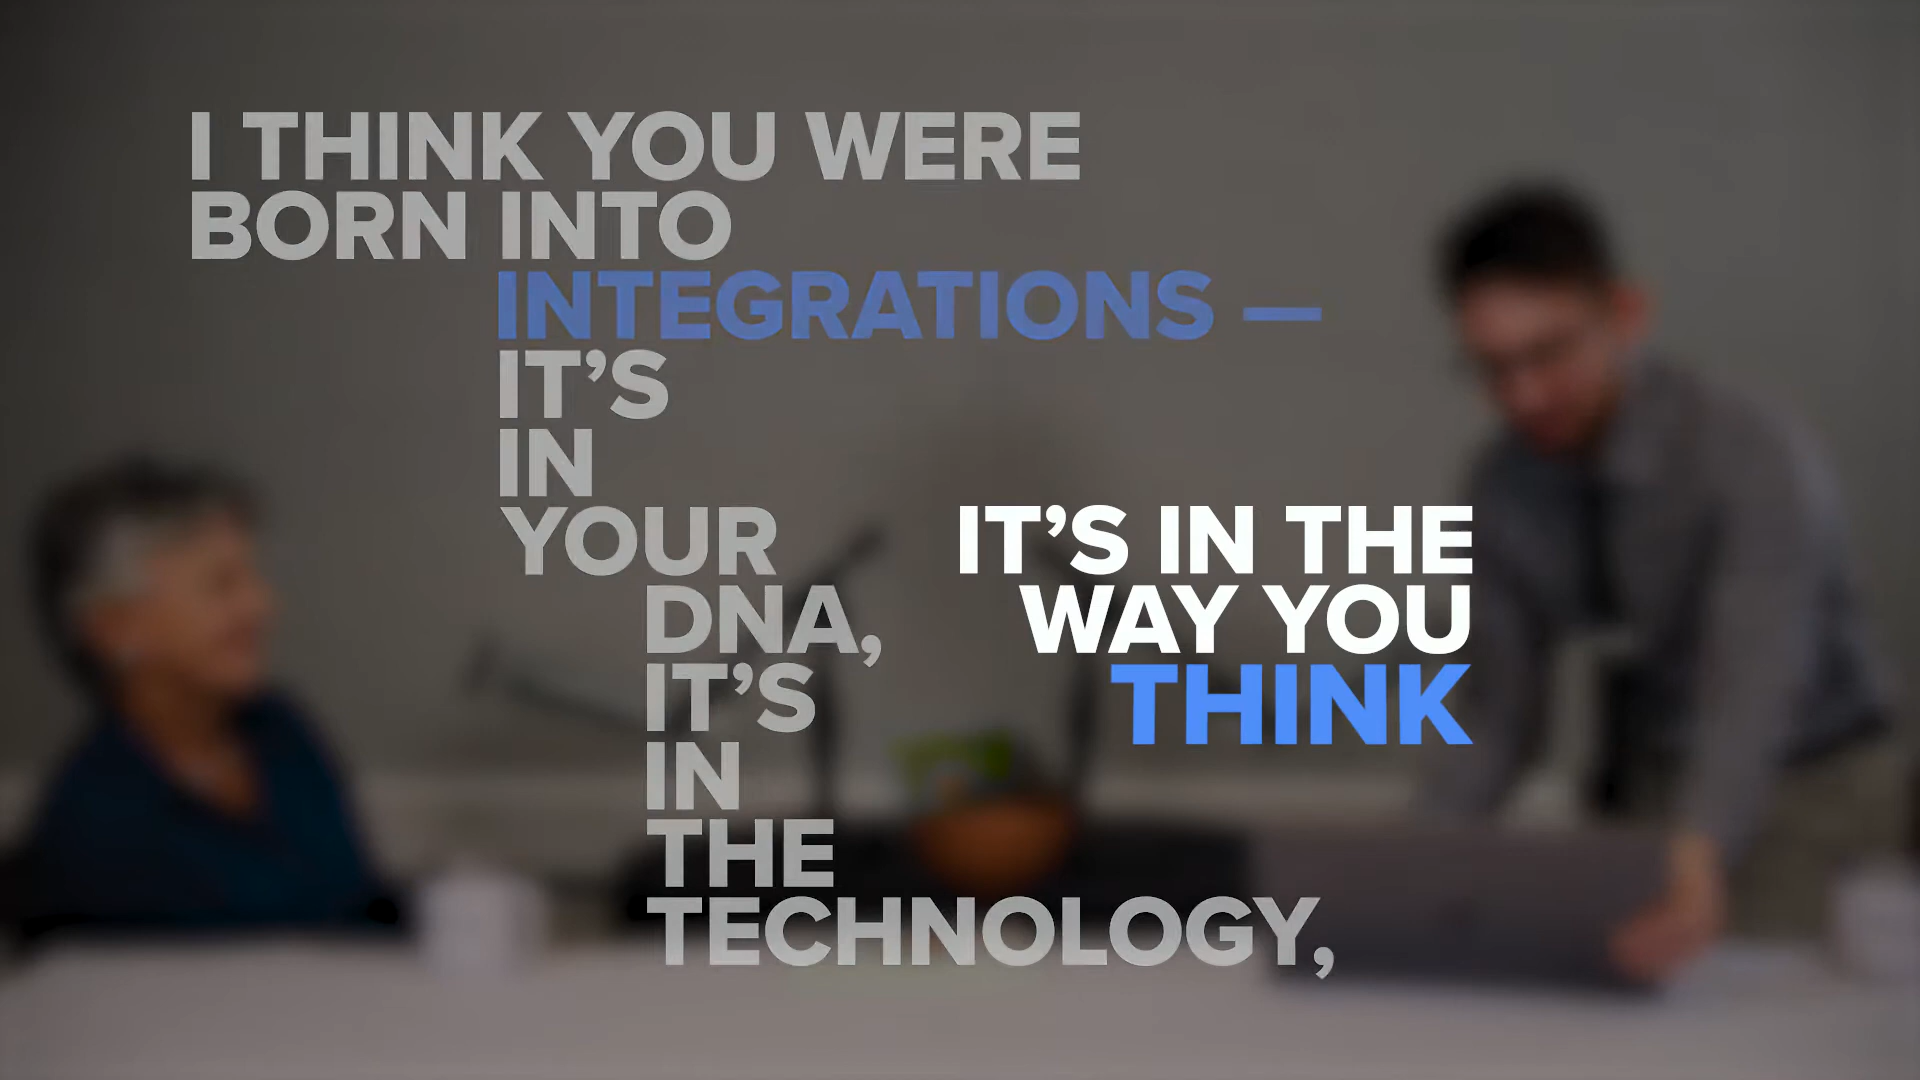 I THINK YOU WERE
BORN INTO
INTEGRATIONS —
IT’S
IN
YOUR
DNA,
IT’S
IN
THE
TECHNOLOGY,
IT’S IN THE
WAY YOU
THINK